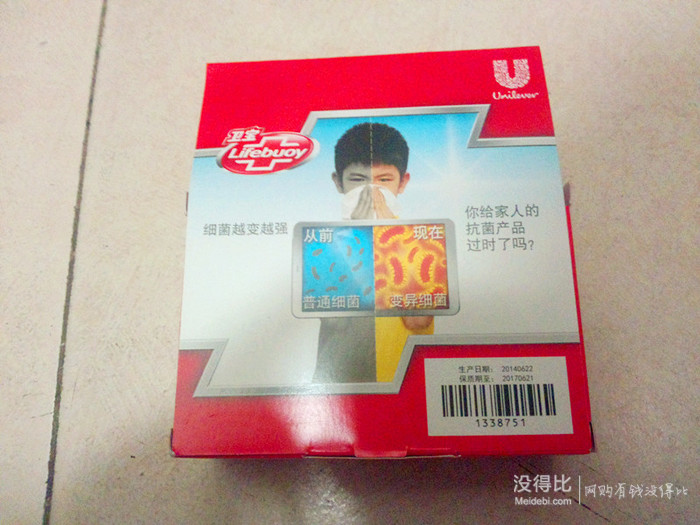 Unilever
卫宝
Lifebuoy
细菌越变越强
你给家人的
抗菌产品
过时了吗?
从前
现在
普通细菌
变异细菌
生产日期: 20140622
保质期至: 20170621
1338751
没得比
Meidebi.com
网购有钱没得比